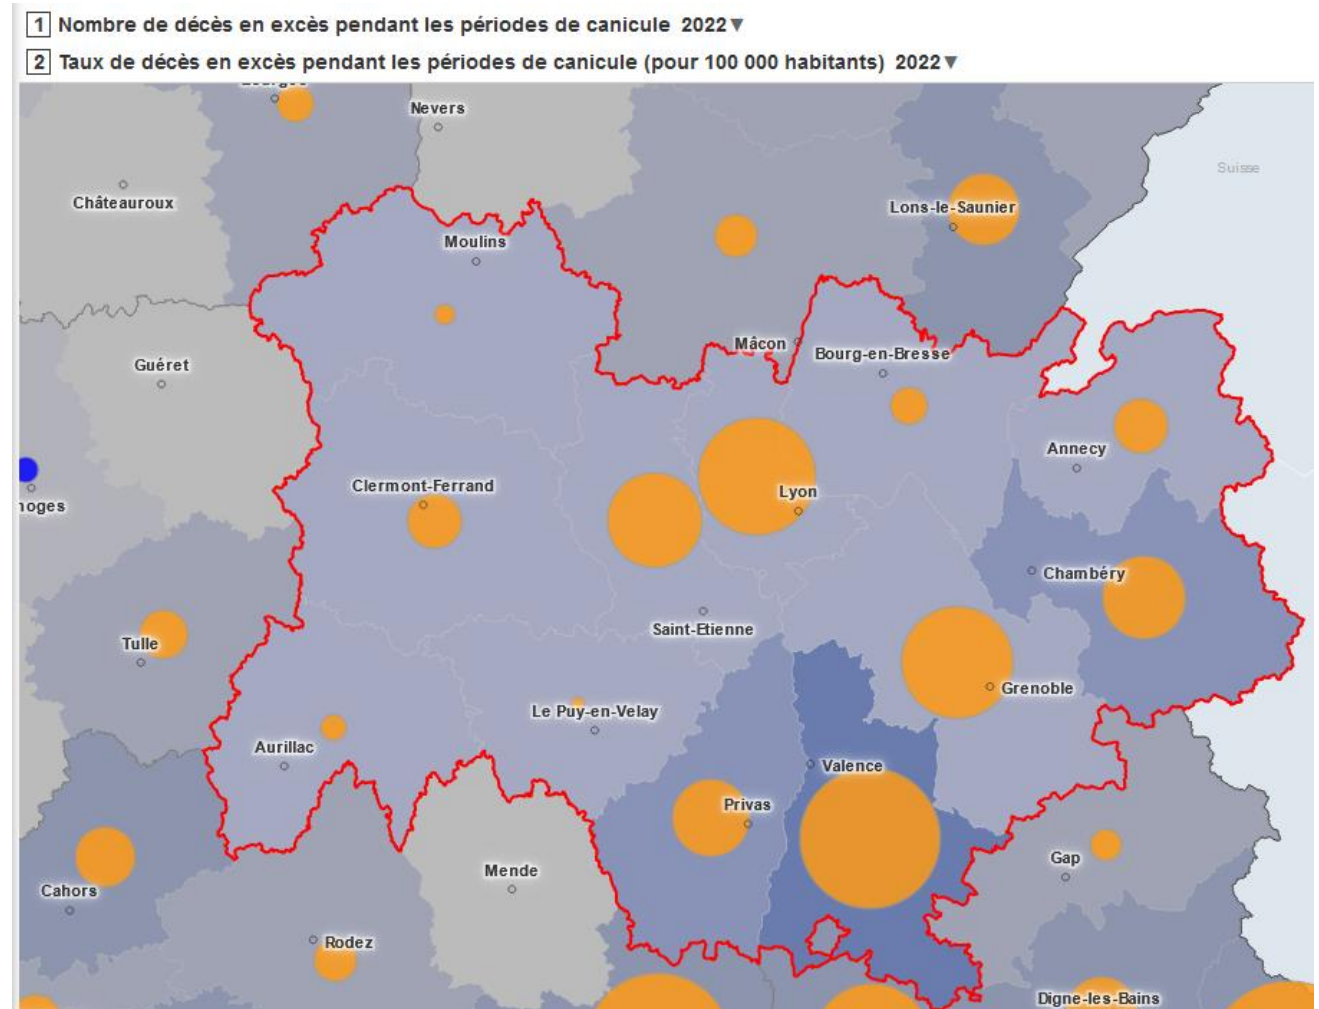 1 Nombre de décès en excès pendant les périodes de canicule 2022▼
2 Taux de décès en excès pendant les périodes de canicule (pour 100 000 habitants) 2022▼
Nevers
Suisse
Châteauroux
Lons-le-Saunier
Moulins
Mâcon
Bourg-en-Bresse
Guéret
Annecy
Clermont-Ferrand
Lyon
noges
Chambéry
Saint-Etienne
Tulle
Grenoble
Le Puy-en-Velay
Aurillac
Valence
Privas
Gap
Mende
Cahors
Rodez
Digne-les-Bains